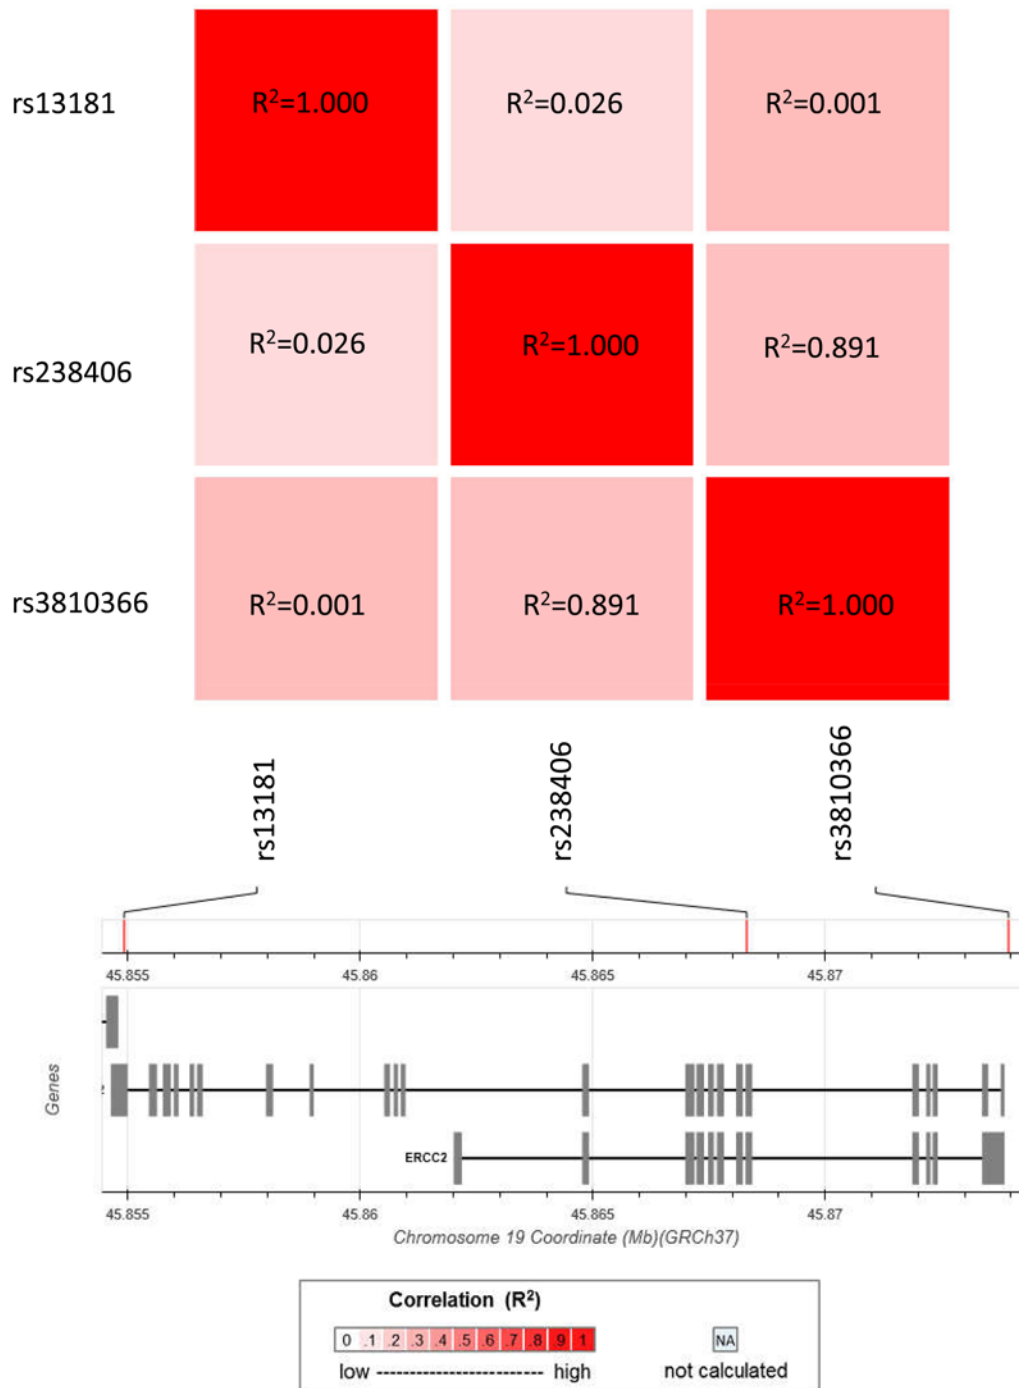 rs13181 R²=1.000 R²=0.026 R²=0.001
rs238406 R²=0.026 R²=1.000 R²=0.891
rs3810366 R²=0.001 R²=0.891 R²=1.000
rs13181 rs238406 rs3810366
45.855 45.86 45.865 45.87
Genes
ERCC2
45.855 45.86 45.865 45.87
Chromosome 19 Coordinate (Mb)(GRCh37)
Correlation (R²)
0 .1 .2 .3 .4 .5 .6 .7 .8 .9 1 NA
low ---------------------- high not calculated